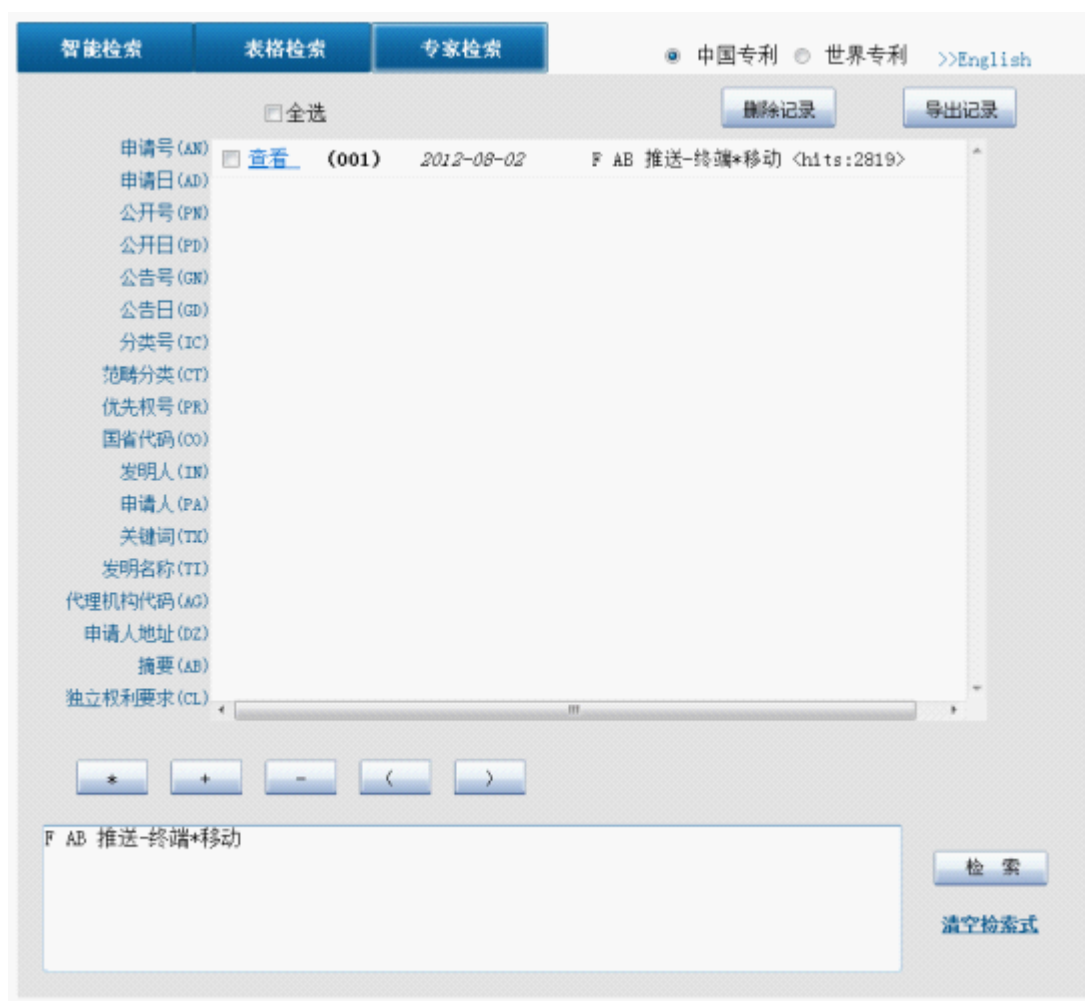 智能检索 表格检索 专家检索 中国专利 世界专利 >>English
全选 删除记录 导出记录
申请号(AN) 查看 (001) 2012-08-02 F AB 推送-终端*移动 <hits:2819>
申请日(AD)
公开号(PN)
公开日(PD)
公告号(GN)
公告日(GD)
分类号(IC)
范畴分类(CT)
优先权号(PR)
国省代码(CO)
发明人(IN)
申请人(PA)
关键词(TX)
发明名称(TI)
代理机构代码(AG)
申请人地址(DZ)
摘要(AB)
独立权利要求(CL)
* + - ( )
F AB 推送-终端*移动
检 索
清空检索式